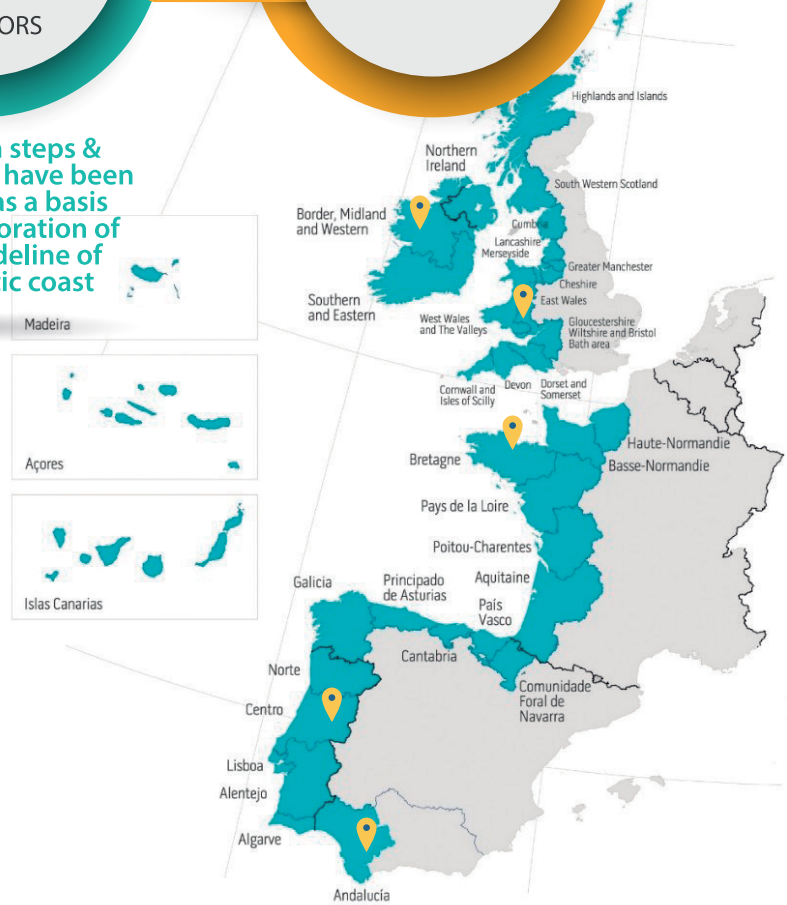 ORS
steps &
have been
as a basis
oration of
deline of
ic coast
Highlands and Islands
Northern
Ireland
South Western Scotland
Border, Midland
and Western
Cumbria
Lancashire
Merseyside
Greater Manchester
Cheshire
East Wales
Southern
and Eastern
West Wales
and The Valleys
Gloucestershire
Wiltshire and Bristol
Bath area
Madeira
Cornwall and
Isles of Scilly
Devon
Dorset and
Somerset
Haute-Normandie
Basse-Normandie
Bretagne
Açores
Pays de la Loire
Poitou-Charentes
Aquitaine
País
Vasco
Principado
de Asturias
Galicia
Islas Canarias
Cantabria
Norte
Comunidade
Foral de
Navarra
Centro
Lisboa
Alentejo
Algarve
Andalucía